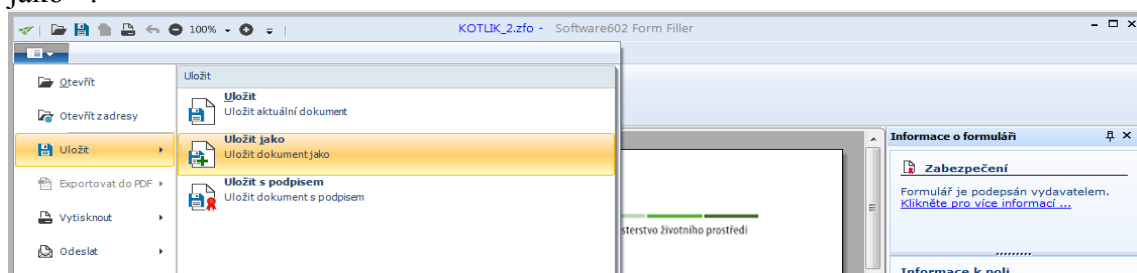 jako".
100%
KOTLIK_2.zfo - Software602 Form Filler
Otevřít
Otevřít z adresy
Uložit
Exportovat do PDF
Vytisknout
Odeslat
Uložit
Uložit
Uložit aktuální dokument
Uložit jako
Uložit dokument jako
Uložit s podpisem
Uložit dokument s podpisem
sterstvo životního prostředí
Informace o formuláři
Zabezpečení
Formulář je podepsán vydavatelem.
Klikněte pro více informací ...
Informace k poli